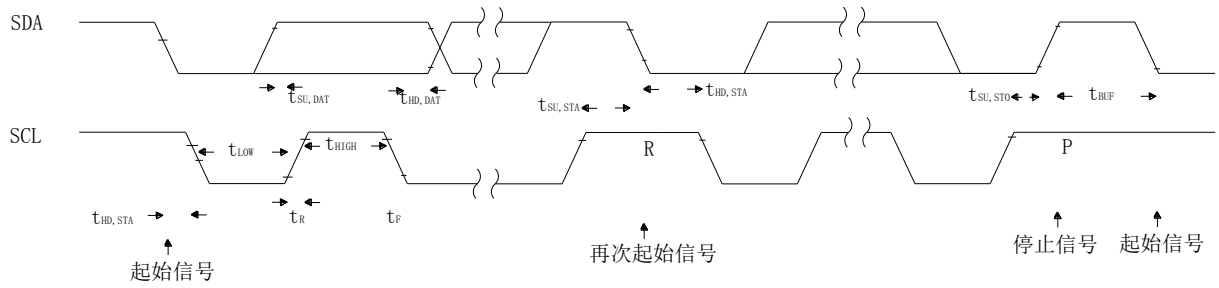 SDA
tSU,DAT
tHD,DAT
tSU,STA
tHD,STA
tSU,STO
tBUF
SCL
tLOW
tHIGH
R
P
tHD,STA
tR
tF
起始信号
再次起始信号
停止信号
起始信号